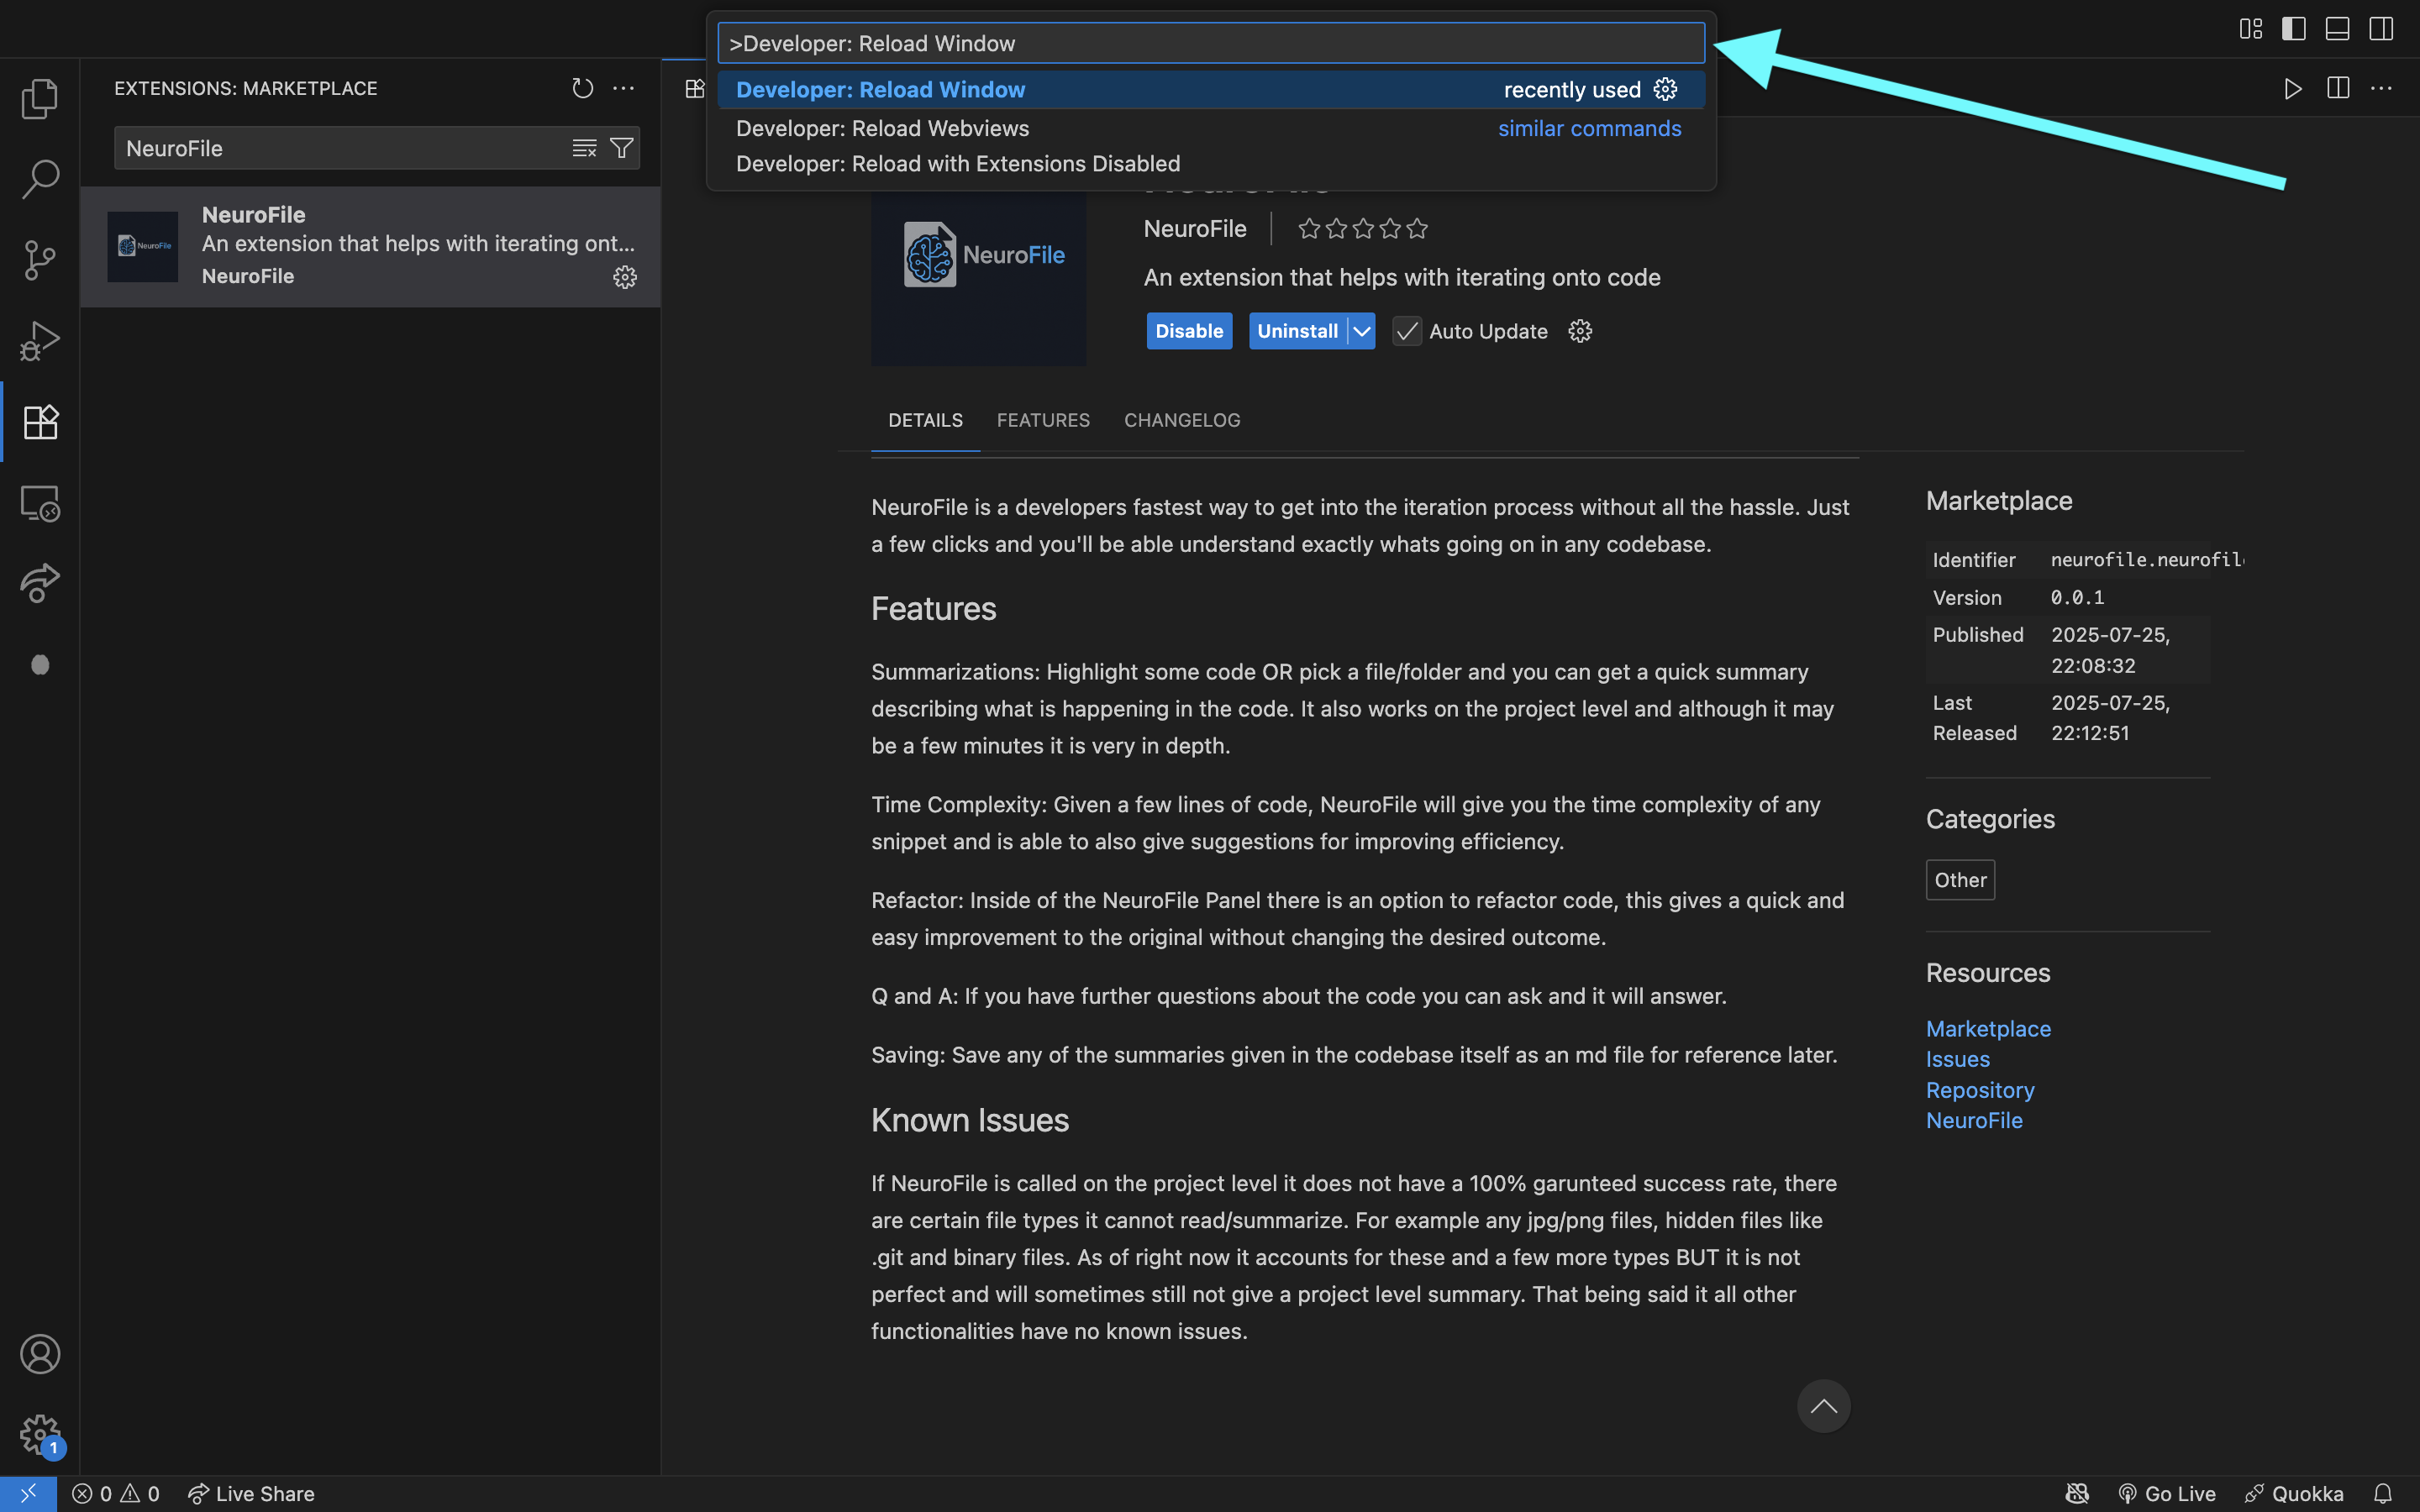 >Developer: Reload Window
Developer: Reload Window
recently used
Developer: Reload Webviews
similar commands
Developer: Reload with Extensions Disabled
EXTENSIONS: MARKETPLACE
NeuroFile
NeuroFile
An extension that helps with iterating ont...
NeuroFile
NeuroFile
NeuroFile
NeuroFile
An extension that helps with iterating onto code
Disable
Uninstall
Auto Update
DETAILS
FEATURES
CHANGELOG
NeuroFile is a developers fastest way to get into the iteration process without all the hassle. Just
a few clicks and you'll be able understand exactly whats going on in any codebase.
Features
Summarizations: Highlight some code OR pick a file/folder and you can get a quick summary
describing what is happening in the code. It also works on the project level and although it may
be a few minutes it is very in depth.
Time Complexity: Given a few lines of code, NeuroFile will give you the time complexity of any
snippet and is able to also give suggestions for improving efficiency.
Refactor: Inside of the NeuroFile Panel there is an option to refactor code, this gives a quick and
easy improvement to the original without changing the desired outcome.
Q and A: If you have further questions about the code you can ask and it will answer.
Saving: Save any of the summaries given in the codebase itself as an md file for reference later.
Known Issues
If NeuroFile is called on the project level it does not have a 100% garunteed success rate, there
are certain file types it cannot read/summarize. For example any jpg/png files, hidden files like
.git and binary files. As of right now it accounts for these and a few more types BUT it is not
perfect and will sometimes still not give a project level summary. That being said it all other
functionalities have no known issues.
Marketplace
Identifier neurofile.neurofil
Version 0.0.1
Published 2025-07-25,
22:08:32
Last 2025-07-25,
Released 22:12:51
Categories
Other
Resources
Marketplace
Issues
Repository
NeuroFile
1
0 0 Live Share
Go Live Quokka